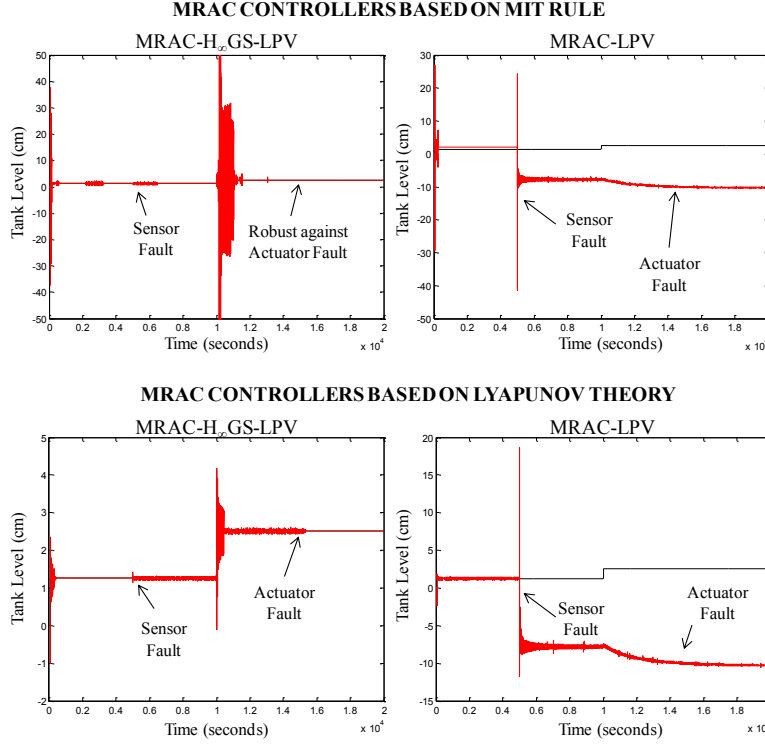 MRAC CONTROLLERS BASED ON MIT RULE
MRAC-H∞GS-LPV
MRAC-LPV
Tank Level (cm)
50
40
30
20
10
0
-10
-20
-30
-40
-50
Sensor
Fault
Robust against
Actuator Fault
0 0.2 0.4 0.6 0.8 1 1.2 1.4 1.6 1.8 2
x 10^4
Time (seconds)
Tank Level (cm)
30
20
10
0
-10
-20
-30
-40
-50
Sensor
Fault
Actuator
Fault
0 0.2 0.4 0.6 0.8 1 1.2 1.4 1.6 1.8
x 10
Time (seconds)
MRAC CONTROLLERS BASED ON LYAPUNOV THEORY
MRAC-H∞GS-LPV
MRAC-LPV
Tank Level (cm)
5
4
3
2
1
0
-1
-2
Sensor
Fault
Actuator
Fault
0 0.2 0.4 0.6 0.8 1 1.2 1.4 1.6 1.8 2
x 10^4
Time (seconds)
Tank Level (cm)
20
15
10
5
0
-5
-10
-15
Sensor
Fault
Actuator
Fault
0 0.2 0.4 0.6 0.8 1 1.2 1.4 1.6 1.8
x 10
Time (seconds)